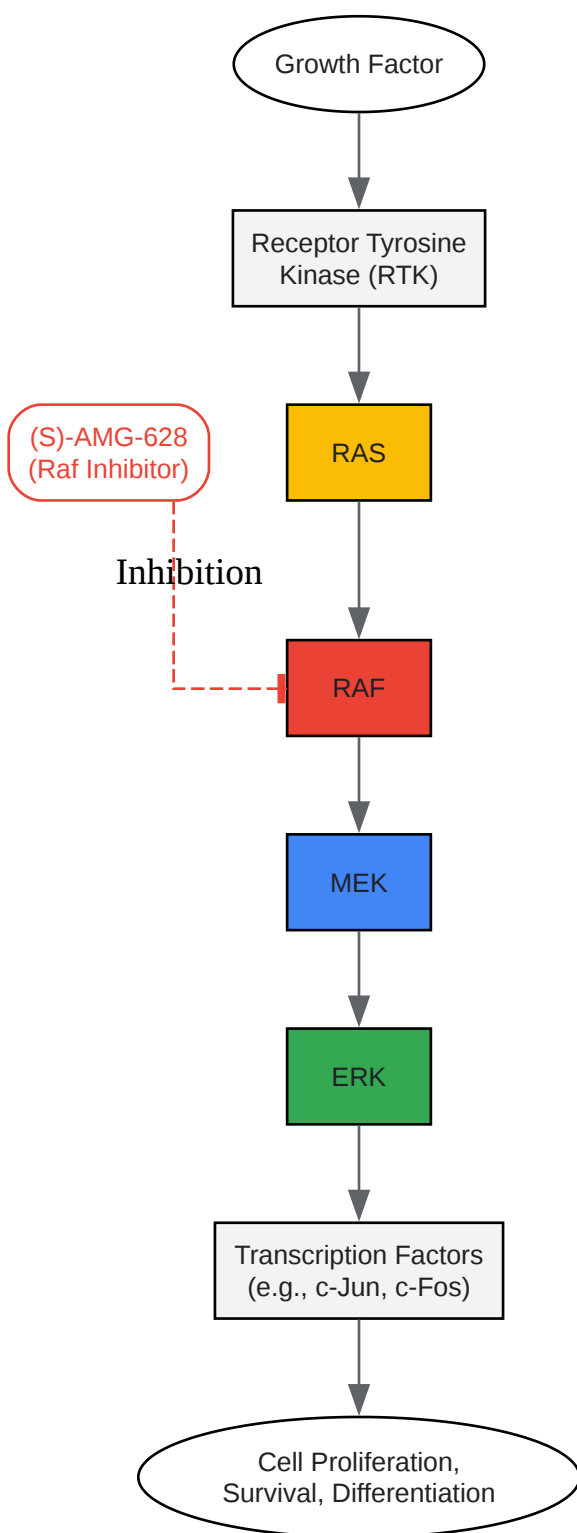 Growth Factor
Receptor Tyrosine
Kinase (RTK)
(S)-AMG-628
(Raf Inhibitor)
RAS
Inhibition
RAF
MEK
ERK
Transcription Factors
(e.g., c-Jun, c-Fos)
Cell Proliferation,
Survival, Differentiation